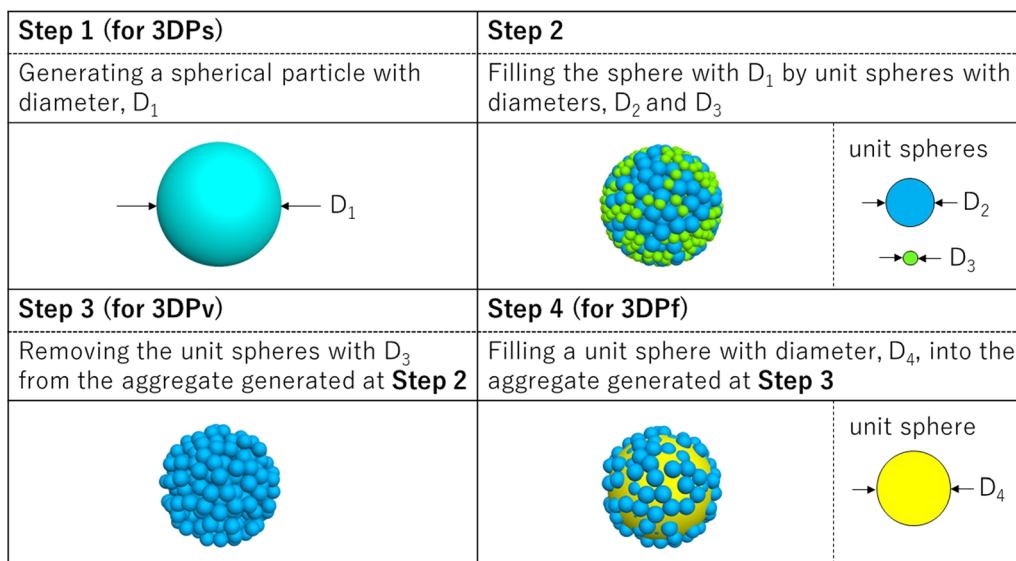 Step 1 (for 3DPs)
Generating a spherical particle with
diameter, D₁
D₁
Step 2
Filling the sphere with D₁ by unit spheres with
diameters, D₂ and D₃
unit spheres
D₂
D₃
Step 3 (for 3DPv)
Removing the unit spheres with D₃
from the aggregate generated at Step 2
Step 4 (for 3DPf)
Filling a unit sphere with diameter, D₄, into the
aggregate generated at Step 3
unit sphere
D₄